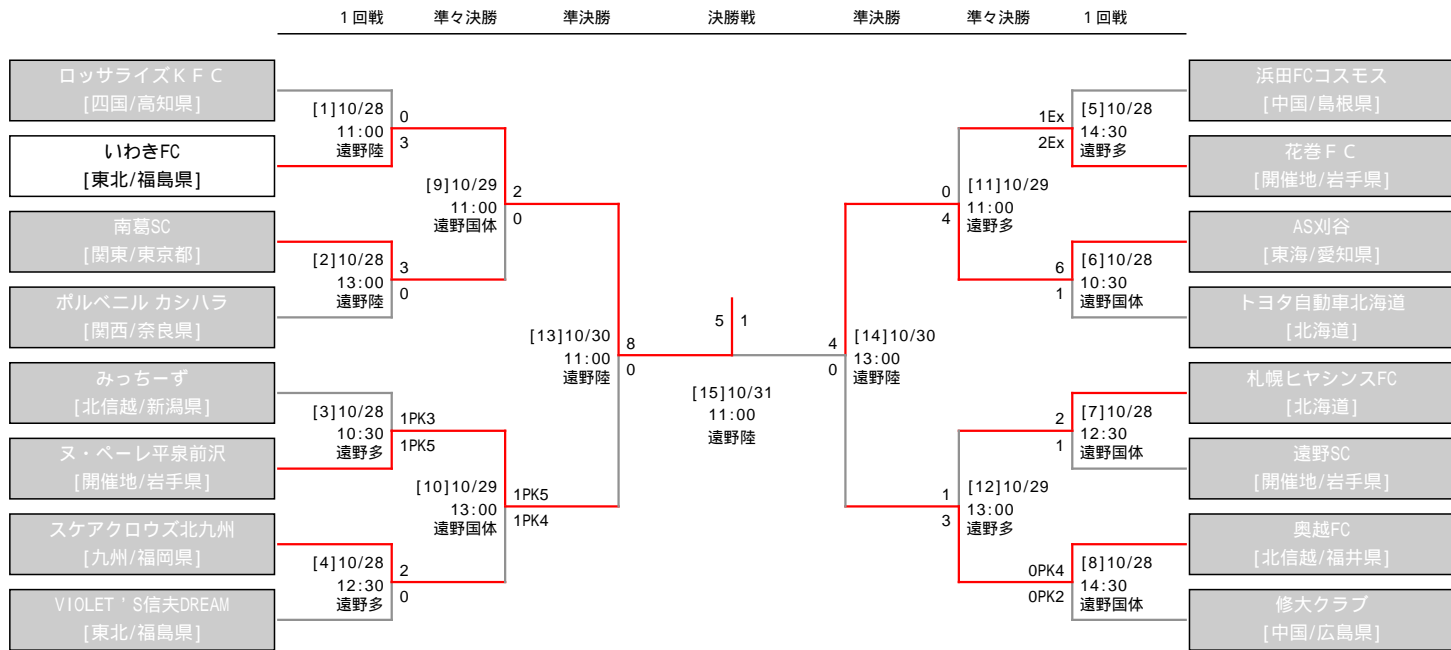 1回戦 準々決勝 準決勝 決勝戦 準決勝 準々決勝 1回戦
ロッサライズKFC
[四国/高知県]
いわきFC
[東北/福島県]
南葛SC
[関東/東京都]
ポルベニル カシハラ
[関西/奈良県]
みっちーず
[北信越/新潟県]
ヌ・ペーレ平泉前沢
[開催地/岩手県]
スケアクロウズ北九州
[九州/福岡県]
VIOLET'S信夫DREAM
[東北/福島県]
[1]10/28
11:00
遠野陸
0
3
[2]10/28
13:00
遠野陸
3
0
[3]10/28
10:30
遠野多
1PK3
1PK5
[4]10/28
12:30
遠野多
2
0
[9]10/29
11:00
遠野国体
2
0
[10]10/29
13:00
遠野国体
1PK5
1PK4
[13]10/30
11:00
遠野陸
8
0
5 1
[15]10/31
11:00
遠野陸
4
0
[14]10/30
13:00
遠野陸
0
4
[11]10/29
11:00
遠野多
1
3
[12]10/29
13:00
遠野多
1Ex
2Ex
[5]10/28
14:30
遠野多
6
1
[6]10/28
10:30
遠野国体
2
1
[7]10/28
12:30
遠野国体
0PK4
0PK2
[8]10/28
14:30
遠野国体
浜田FCコスモス
[中国/島根県]
花巻FC
[開催地/岩手県]
AS刈谷
[東海/愛知県]
トヨタ自動車北海道
[北海道]
札幌ヒヤシンスFC
[北海道]
遠野SC
[開催地/岩手県]
奥越FC
[北信越/福井県]
修大クラブ
[中国/広島県]